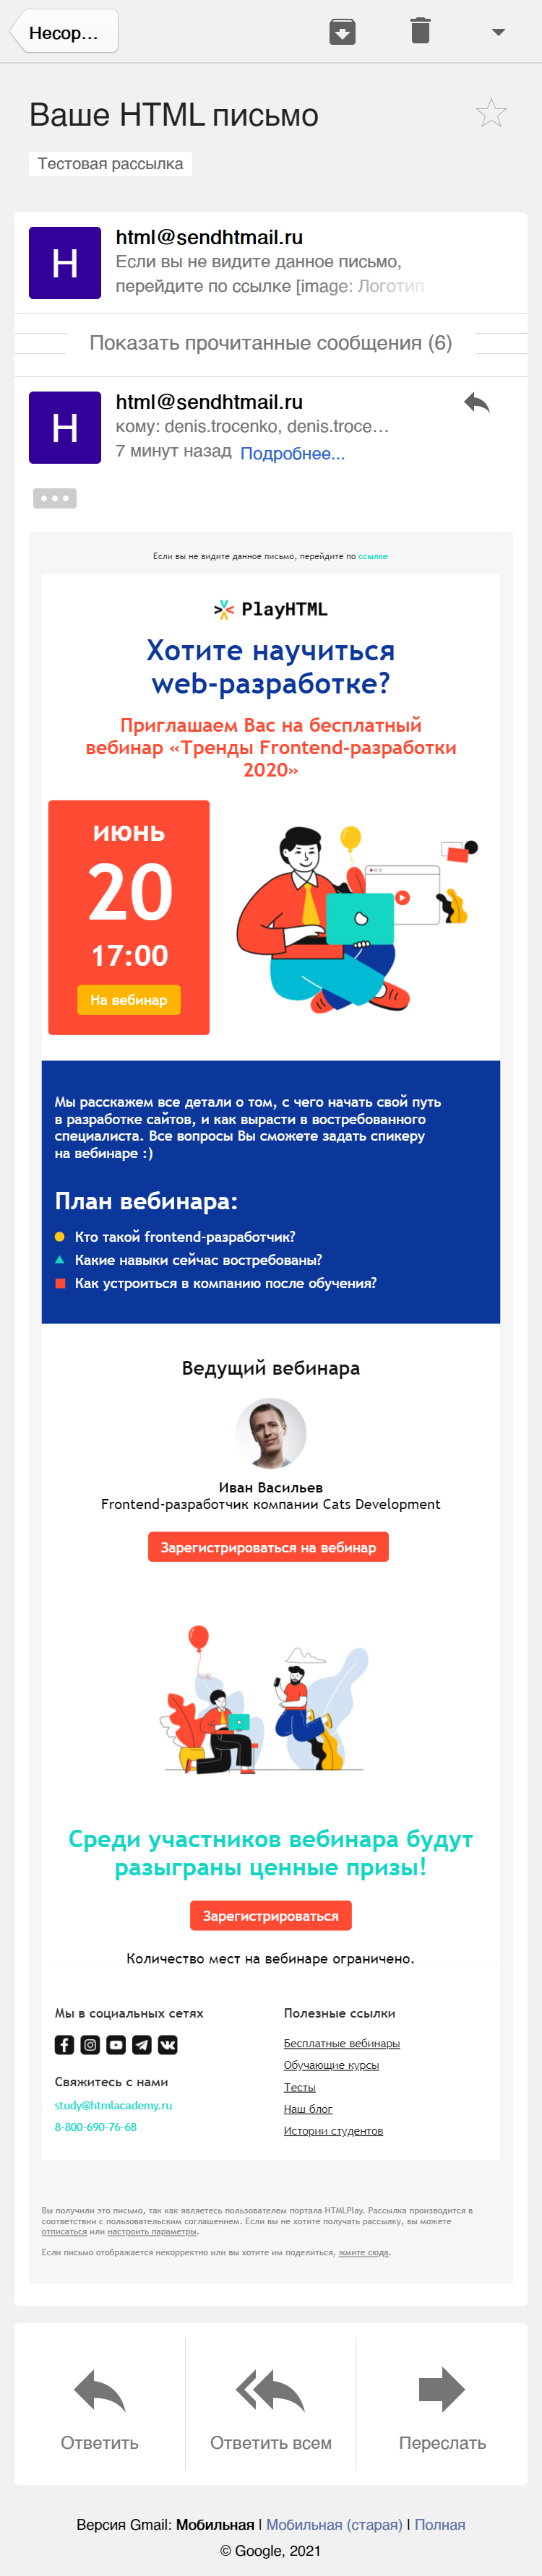 Несор...
Ваше HTML письмо
Тестовая рассылка
H
html@sendhtmail.ru
Если вы не видите данное письмо,
перейдите по ссылке [image: Логотип
Показать прочитанные сообщения (6)
H
html@sendhtmail.ru
кому: denis.trocenko, denis.troce...
7 минут назад Подробнее...
Если вы не видите данное письмо, перейдите по ссылке
PlayHTML
Хотите научиться
web-разработке?
Приглашаем Вас на бесплатный
вебинар «Тренды Frontend-разработки
2020»
июнь
20
17:00
На вебинар
Мы расскажем все детали о том, с чего начать свой путь
в разработке сайтов, и как вырасти в востребованного
специалиста. Все вопросы Вы сможете задать спикеру
на вебинаре :)
План вебинара:
Кто такой frontend-разработчик?
Какие навыки сейчас востребованы?
Как устроиться в компанию после обучения?
Ведущий вебинара
Иван Васильев
Frontend-разработчик компании Cats Development
Зарегистрироваться на вебинар
Среди участников вебинара будут
разыграны ценные призы!
Зарегистрироваться
Количество мест на вебинаре ограничено.
Мы в социальных сетях
Свяжитесь с нами
study@htmlacademy.ru
8-800-690-76-68
Полезные ссылки
Бесплатные вебинары
Обучающие курсы
Тесты
Наш блог
Истории студентов
Вы получили это письмо, так как являетесь пользователем портала HTMLPlay. Рассылка производится в
соответствии с пользовательским соглашением. Если вы не хотите получать рассылку, вы можете
отписаться или настроить параметры.
Если письмо отображается некорректно или вы хотите им поделиться, жмите сюда.
Ответить
Ответить всем
Переслать
Версия Gmail: Мобильная | Мобильная (старая) | Полная
© Google, 2021